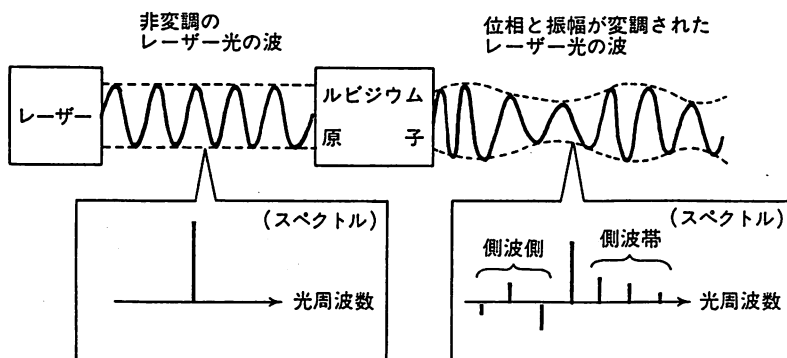 非変調の
レーザー光の波
位相と振幅が変調された
レーザー光の波
レーザー
ルビジウム
原 子
(スペクトル)
光周波数
(スペクトル)
側波側
側波帯
光周波数